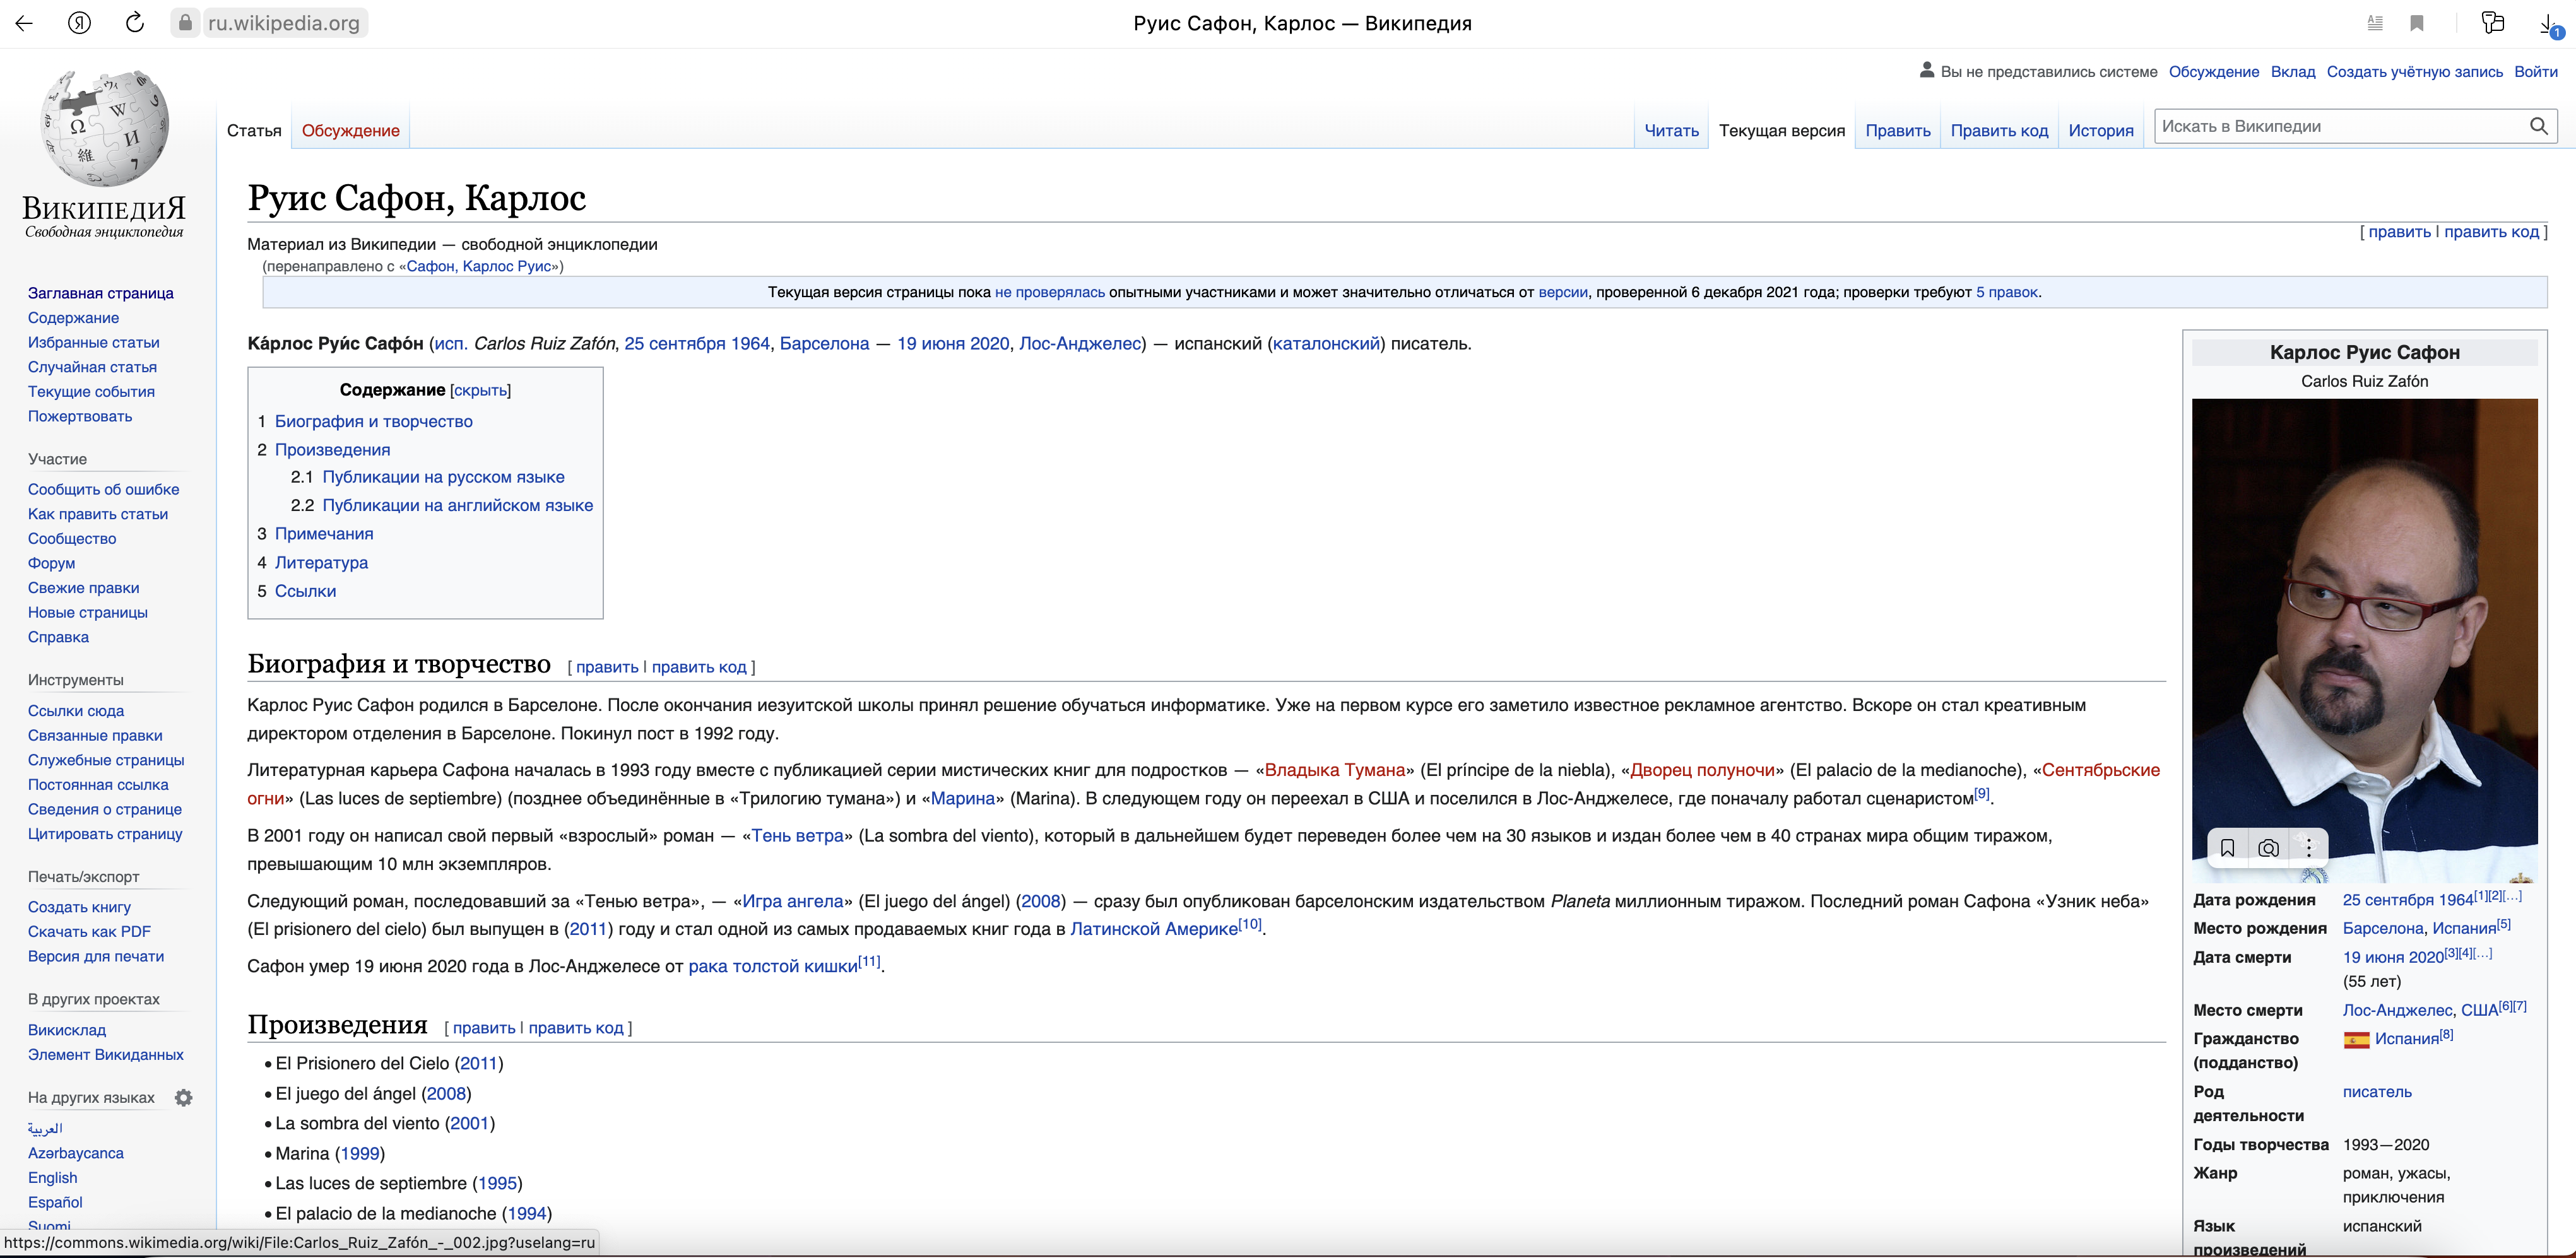 ru.wikipedia.org
Руис Сафон, Карлос — Википедия
1
Вы не представились системе Обсуждение Вклад Создать учётную запись Войти
Статья Обсуждение Читать Текущая версия Править Править код История Искать в Википедии
ВикипедиЯ
Свободная энциклопедия
Заглавная страница
Содержание
Избранные статьи
Случайная статья
Текущие события
Пожертвовать
Участие
Сообщить об ошибке
Как править статьи
Сообщество
Форум
Свежие правки
Новые страницы
Справка
Инструменты
Ссылки сюда
Связанные правки
Служебные страницы
Постоянная ссылка
Сведения о странице
Цитировать страницу
Печать/экспорт
Создать книгу
Скачать как PDF
Версия для печати
В других проектах
Викисклад
Элемент Викиданных
На других языках
العربية
Azərbaycanca
English
Español
Suomi
Руис Сафон, Карлос
[ править | править код ]
Материал из Википедии — свободной энциклопедии
(перенаправлено с «Сафон, Карлос Руис»)
Текущая версия страницы пока не проверялась опытными участниками и может значительно отличаться от версии, проверенной 6 декабря 2021 года; проверки требуют 5 правок.
Ка́рлос Руи́с Сафо́н (исп. Carlos Ruiz Zafón, 25 сентября 1964, Барселона — 19 июня 2020, Лос-Анджелес) — испанский (каталонский) писатель.
Содержание [скрыть]
1 Биография и творчество
2 Произведения
2.1 Публикации на русском языке
2.2 Публикации на английском языке
3 Примечания
4 Литература
5 Ссылки
Биография и творчество [ править | править код ]
Карлос Руис Сафон родился в Барселоне. После окончания иезуитской школы принял решение обучаться информатике. Уже на первом курсе его заметило известное рекламное агентство. Вскоре он стал креативным
директором отделения в Барселоне. Покинул пост в 1992 году.
Литературная карьера Сафона началась в 1993 году вместе с публикацией серии мистических книг для подростков — «Владыка Тумана» (El príncipe de la niebla), «Дворец полуночи» (El palacio de la medianoche), «Сентябрьские
огни» (Las luces de septiembre) (позднее объединённые в «Трилогию тумана») и «Марина» (Marina). В следующем году он переехал в США и поселился в Лос-Анджелесе, где поначалу работал сценаристом[9].
В 2001 году он написал свой первый «взрослый» роман — «Тень ветра» (La sombra del viento), который в дальнейшем будет переведен более чем на 30 языков и издан более чем в 40 странах мира общим тиражом,
превышающим 10 млн экземпляров.
Следующий роман, последовавший за «Тенью ветра», — «Игра ангела» (El juego del ángel) (2008) — сразу был опубликован барселонским издательством Planeta миллионным тиражом. Последний роман Сафона «Узник неба»
(El prisionero del cielo) был выпущен в (2011) году и стал одной из самых продаваемых книг года в Латинской Америке[10].
Сафон умер 19 июня 2020 года в Лос-Анджелесе от рака толстой кишки[11].
Произведения [ править | править код ]
• El Prisionero del Cielo (2011)
• El juego del ángel (2008)
• La sombra del viento (2001)
• Marina (1999)
• Las luces de septiembre (1995)
• El palacio de la medianoche (1994)
Карлос Руис Сафон
Carlos Ruiz Zafón
Дата рождения 25 сентября 1964[1][2][…]
Место рождения Барселона, Испания[5]
Дата смерти 19 июня 2020[3][4][…]
(55 лет)
Место смерти Лос-Анджелес, США[6][7]
Гражданство Испания[8]
(подданство)
Род писатель
деятельности
Годы творчества 1993—2020
Жанр роман, ужасы,
приключения
Язык испанский
произведений
https://commons.wikimedia.org/wiki/File:Carlos_Ruiz_Zafón_-_002.jpg?uselang=ru